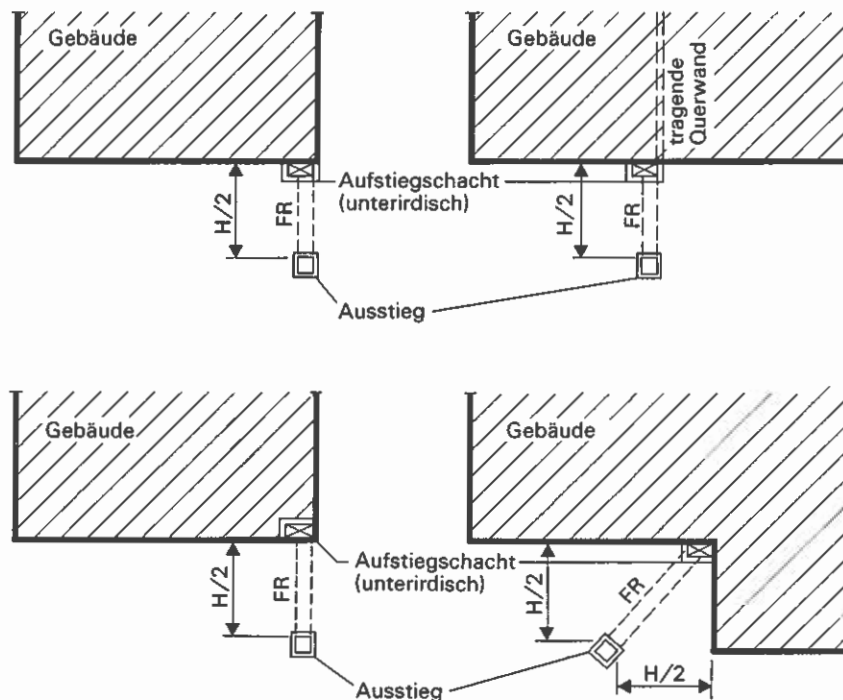 Gebäude
Gebäude
tragende
Querwand
Aufstiegschacht
(unterirdisch)
H/2
FR
H/2
FR
Ausstieg
Gebäude
Gebäude
Aufstiegschacht
(unterirdisch)
H/2
FR
H/2
FR
H/2
Ausstieg